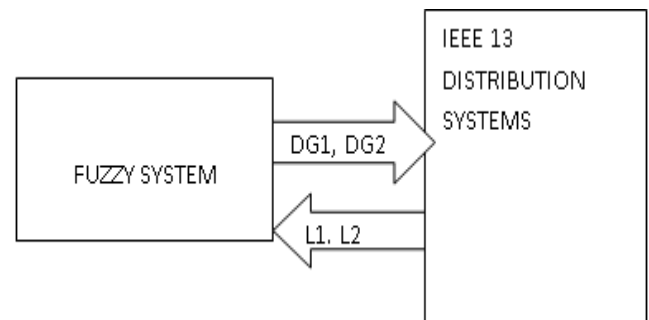 FUZZY SYSTEM
DG1, DG2
L1. L2
IEEE 13
DISTRIBUTION
SYSTEMS